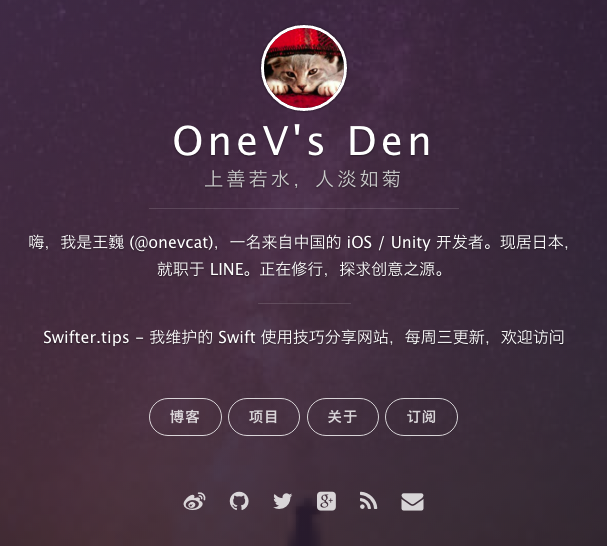 OneV's Den
上善若水，人淡如菊
嗨，我是王巍 (@onevcat)，一名来自中国的 iOS / Unity 开发者。现居日本，
就职于 LINE。正在修行，探求创意之源。
Swifter.tips – 我维护的 Swift 使用技巧分享网站，每周三更新，欢迎访问
博客 项目 关于 订阅